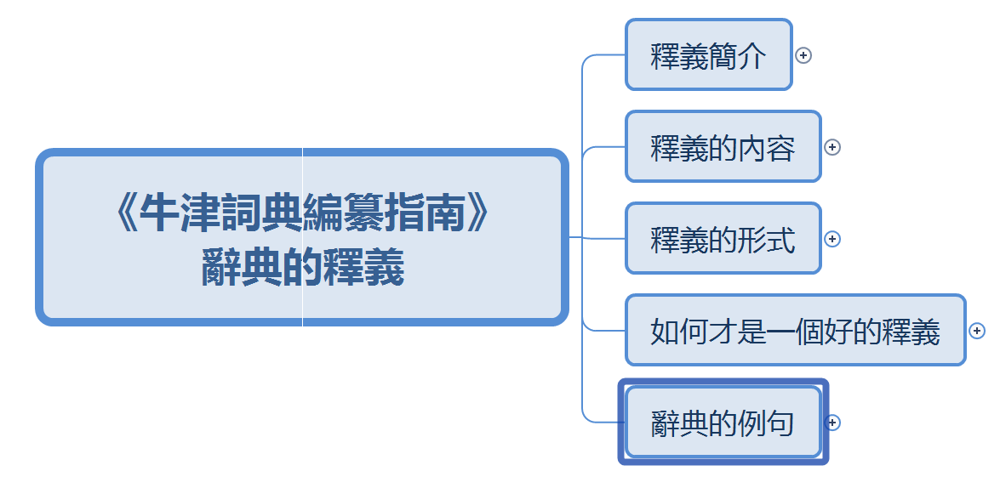 《牛津詞典編纂指南》
辭典的釋義
釋義簡介
釋義的內容
釋義的形式
如何才是一個好的釋義
辭典的例句